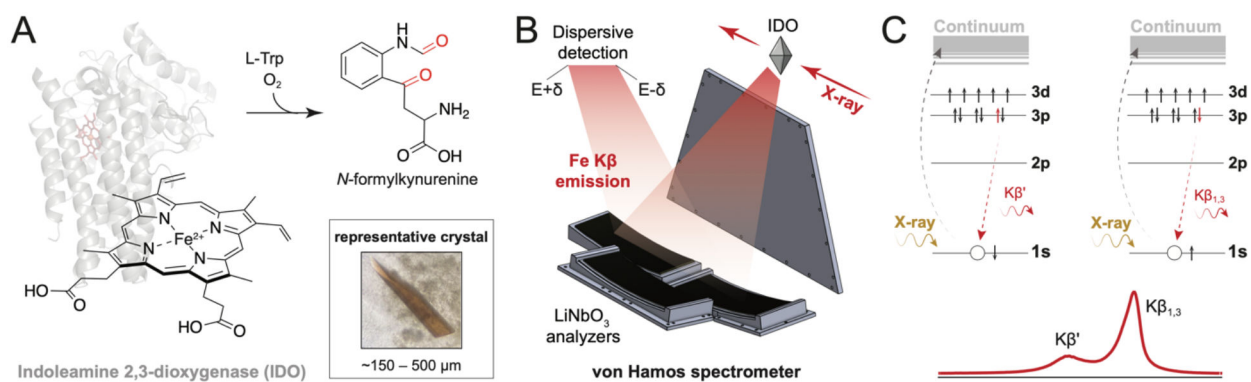 A
L-Trp
O₂
H
N
O
O
NH₂
O
OH
N-formylkynurenine
N
N
Fe²⁺
N
N
HO
O
HO
O
representative crystal
~150 – 500 μm
Indoleamine 2,3-dioxygenase (IDO)
B
Dispersive
detection
IDO
E+δ
E-δ
X-ray
Fe Kβ
emission
LiNbO₃
analyzers
von Hamos spectrometer
C
Continuum
3d
3p
2p
Kβ'
X-ray
1s
Continuum
3d
3p
2p
Kβ₁,₃
X-ray
1s
Kβ'
Kβ₁,₃